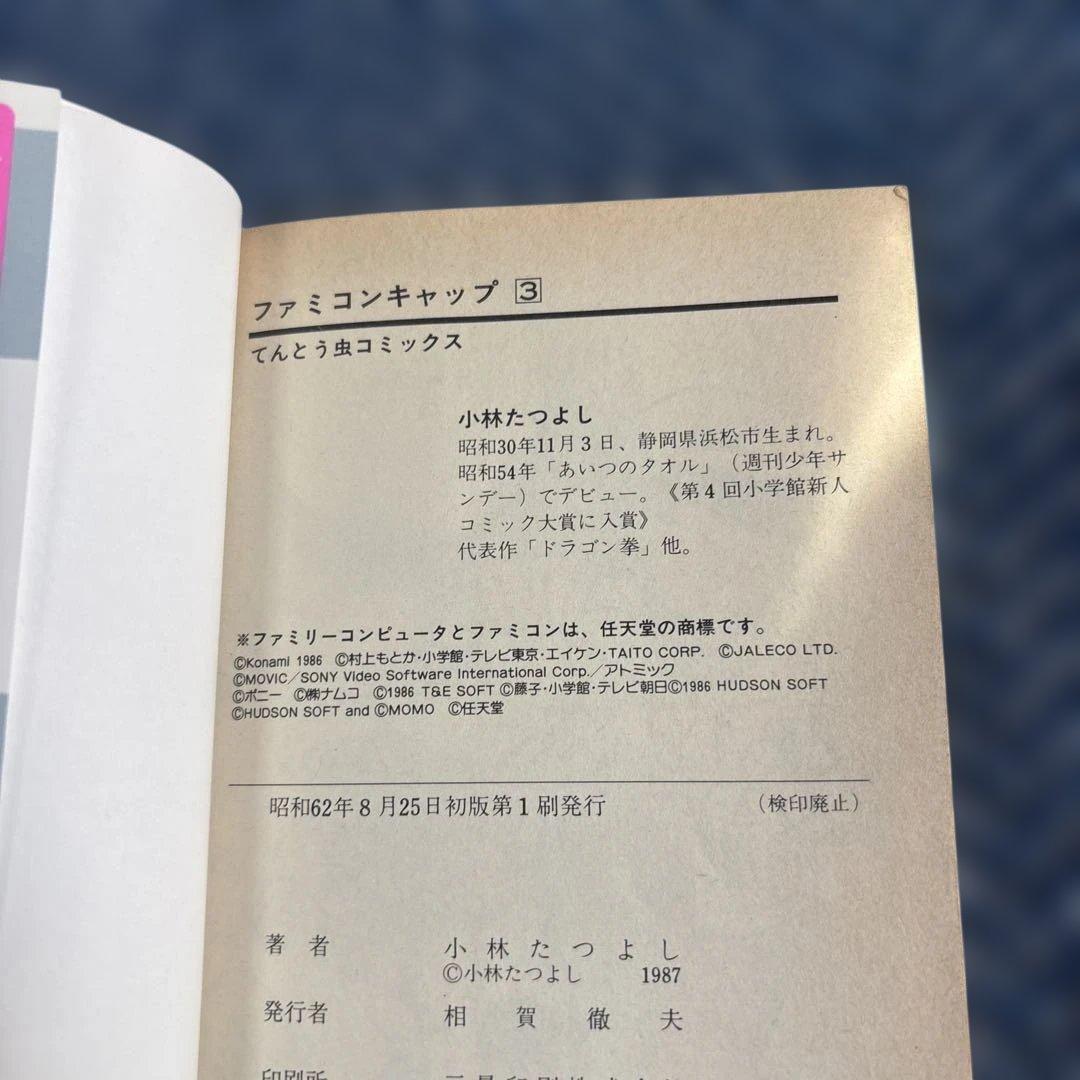 ファミコンキャップ 3
てんとう虫コミックス
小林たつよし
昭和30年11月3日、静岡県浜松市生まれ。
昭和54年「あいつのタオル」（週刊少年サ
ンデー）でデビュー。《第4回小学館新人
コミック大賞に入賞》
代表作「ドラゴン拳」他。
※ファミリーコンピュータとファミコンは、任天堂の商標です。
©Konami 1986 ©村上もとか・小学館・テレビ東京・エイケン・TAITO CORP. ©JALECO LTD.
©MOVIC／SONY Video Software International Corp.／アトミック
©ポニー ©㈱ナムコ ©1986 T&E SOFT ©藤子・小学館・テレビ朝日©1986 HUDSON SOFT
©HUDSON SOFT and ©MOMO ©任天堂
昭和62年8月25日初版第1刷発行 （検印廃止）
著者 小林たつよし
©小林たつよし 1987
発行者 相賀徹夫
印刷所